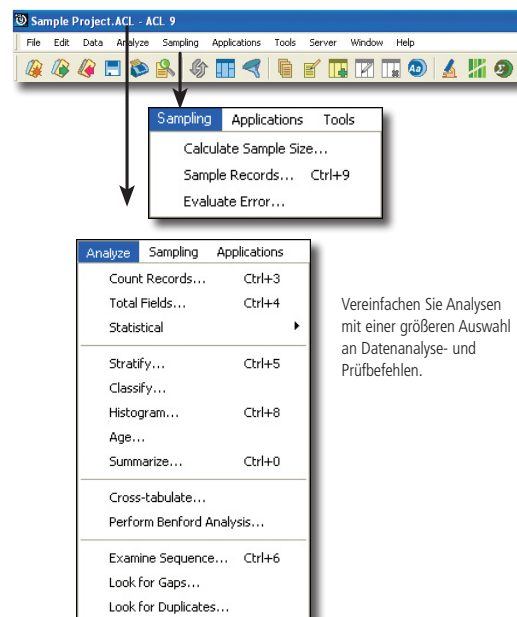 Sample Project.ACL - ACL 9
File Edit Data Analyze Sampling Applications Tools Server Window Help
Sampling Applications Tools
Calculate Sample Size...
Sample Records... Ctrl+9
Evaluate Error...
Analyze Sampling Applications
Count Records... Ctrl+3
Total Fields... Ctrl+4
Statistical
Stratify... Ctrl+5
Classify...
Histogram... Ctrl+8
Age...
Summarize... Ctrl+0
Cross-tabulate...
Perform Benford Analysis...
Examine Sequence... Ctrl+6
Look for Gaps...
Look for Duplicates...
Vereinfachen Sie Analysen
mit einer größeren Auswahl
an Datenanalyse- und
Prüfbefehlen.